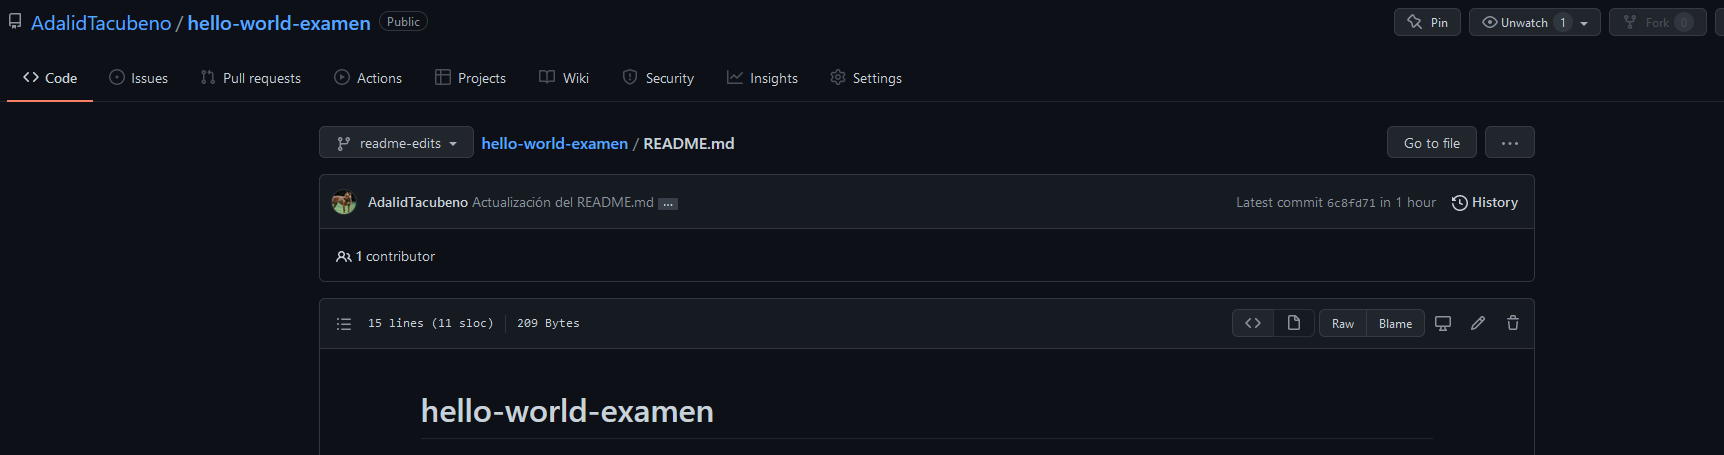 AdalidTacubeno / hello-world-examen Public Pin Unwatch 1 Fork 0
Code Issues Pull requests Actions Projects Wiki Security Insights Settings
readme-edits hello-world-examen / README.md Go to file ...
AdalidTacubeno Actualización del README.md ... Latest commit 6c8fd71 in 1 hour History
1 contributor
15 lines (11 sloc) 209 Bytes <> Raw Blame
hello-world-examen